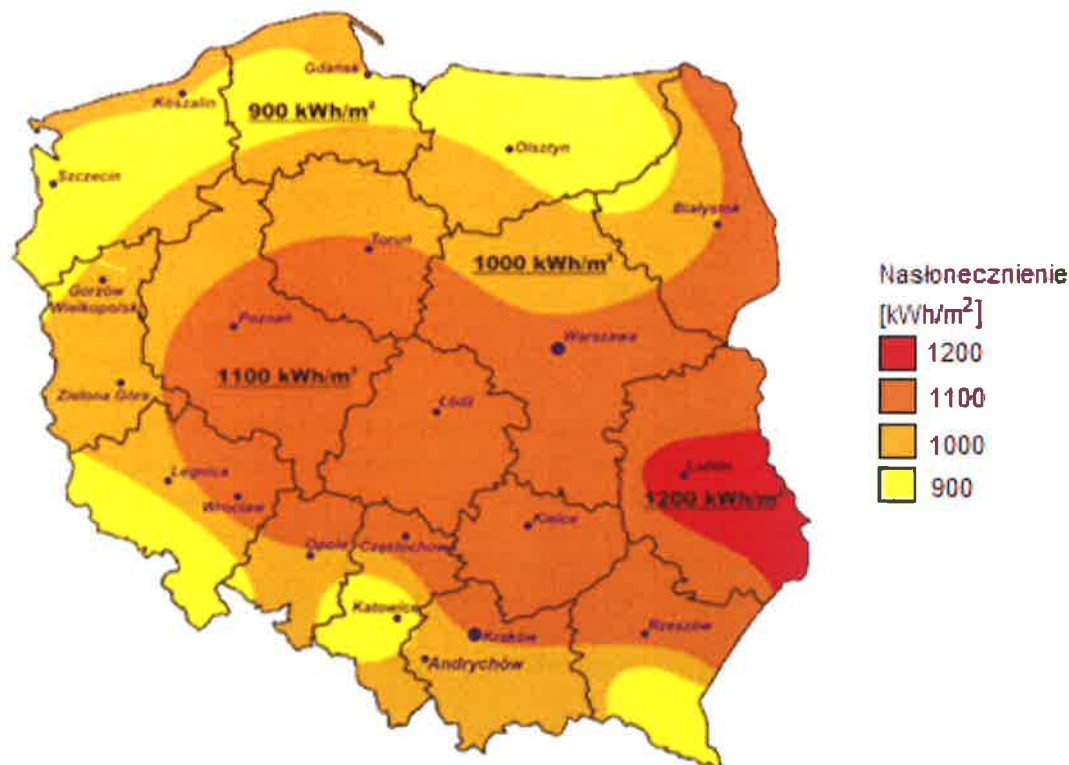 Gdańsk
Koszalin
900 kWh/m²
Olsztyn
Szczecin
Białystok
Toruń
1000 kWh/m²
Gorzów
Wielkopolski
Poznań
Warszawa
1100 kWh/m²
Zielona Góra
Łódź
Legnica
Lublin
Wrocław
1200 kWh/m²
Kielce
Opole
Częstochowa
Katowice
Kraków
Rzeszów
Andrychów
Nasłonecznienie
[kWh/m²]
1200
1100
1000
900